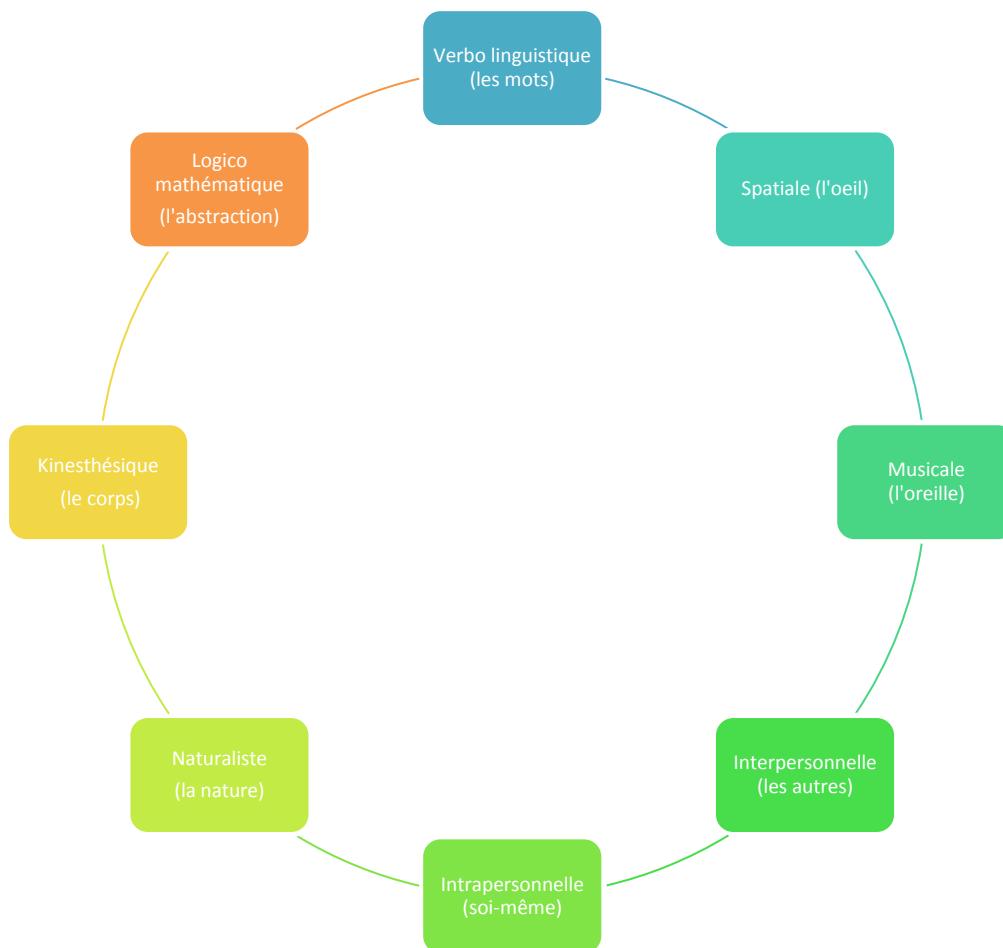 Verbo linguistique
(les mots)
Spatiale (l'oeil)
Musicale
(l'oreille)
Interpersonnelle
(les autres)
Intrapersonnelle
(soi-même)
Naturaliste
(la nature)
Kinesthésique
(le corps)
Logico
mathématique
(l'abstraction)